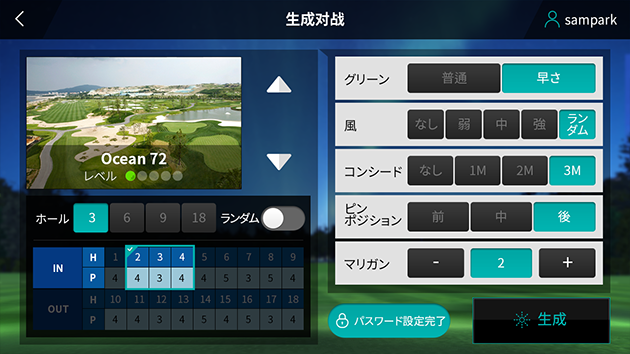 生成对战
sampark
Ocean 72
レベル
ホール 3 6 9 18 ランダム
IN
H 1 2 3 4 5 6 7 8 9
P 4 4 3 4 4 5 3 5 4
OUT
H 10 11 12 13 14 15 16 17 18
P 4 4 3 4 5 4 3 4 5
グリーン 普通 早さ
風 なし 弱 中 強 ラン
ダム
コンシード なし 1M 2M 3M
ピン
ポジション 前 中 後
マリガン - 2 +
パスワード設定完了
生成